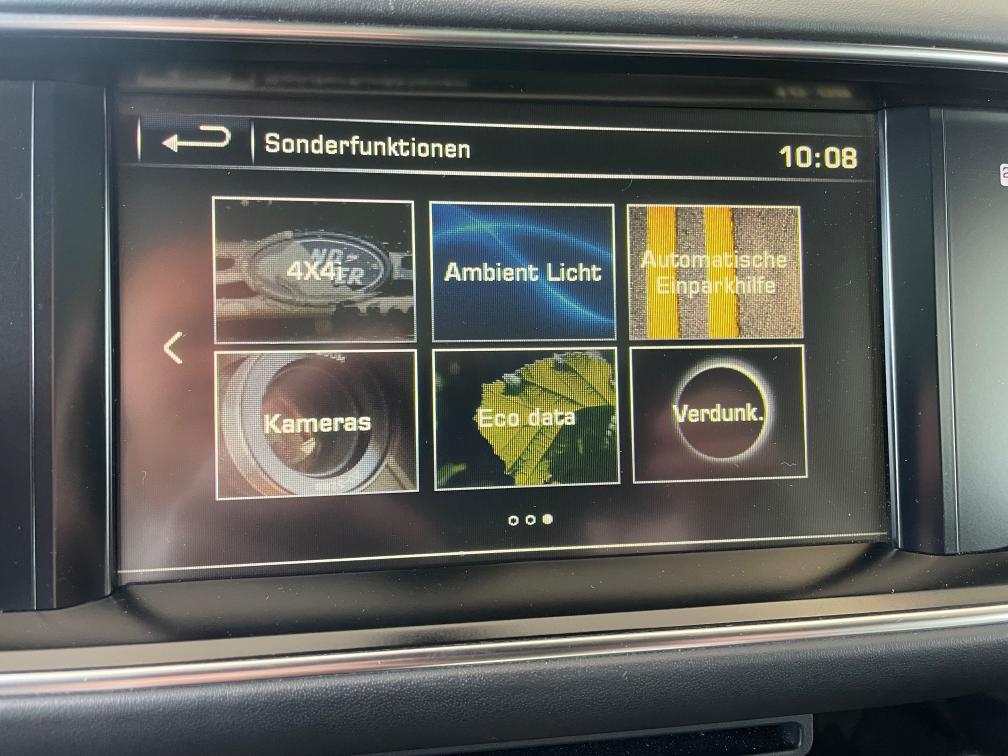 Sonderfunktionen
10:08
4X4i
Ambient Licht
Automatische
Einparkhilfe
Kameras
Eco data
Verdunk.